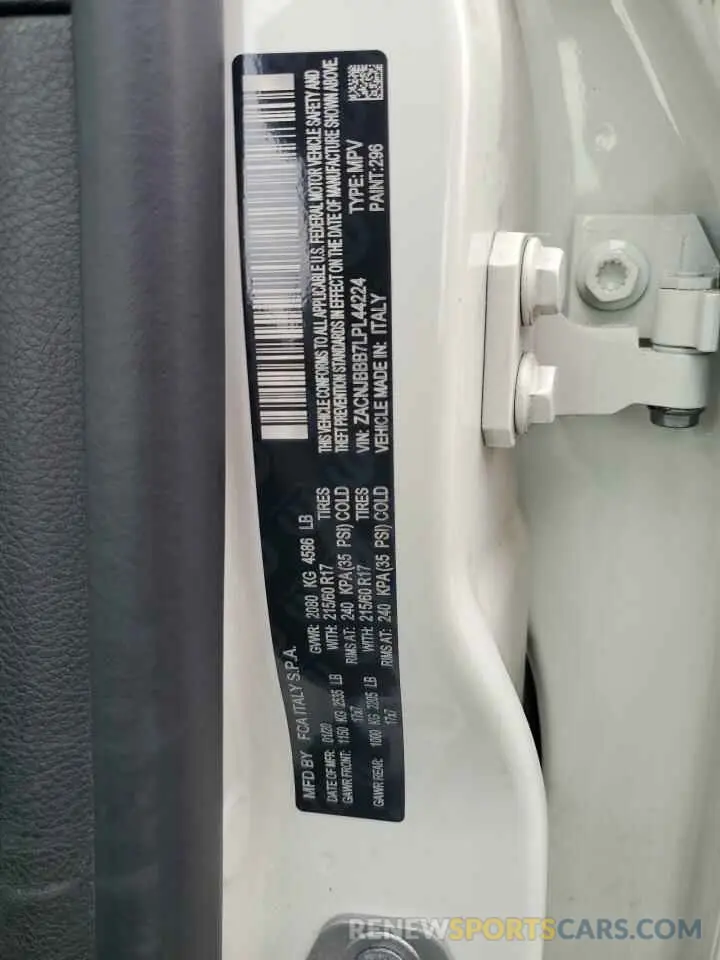 MFD BY FCA ITALY S.P.A.
DATE OF MFR: 01/20
GVWR: 2080 KG 4586 LB
GAWR FRONT: 1150 KG 2535 LB
WITH: 215/60 R17 TIRES
17x7
RIMS AT: 240 KPA (35 PSI) COLD
GAWR REAR: 1000 KG 2205 LB
WITH: 215/60 R17 TIRES
17x7
RIMS AT: 240 KPA (35 PSI) COLD
THIS VEHICLE CONFORMS TO ALL APPLICABLE U.S. FEDERAL MOTOR VEHICLE SAFETY AND
THEFT PREVENTION STANDARDS IN EFFECT ON THE DATE OF MANUFACTURE SHOWN ABOVE.
VIN: ZACNJBBB7LPL44224 TYPE: MPV
VEHICLE MADE IN: ITALY PAINT: 296
RENEWSPORTSCARS.COM